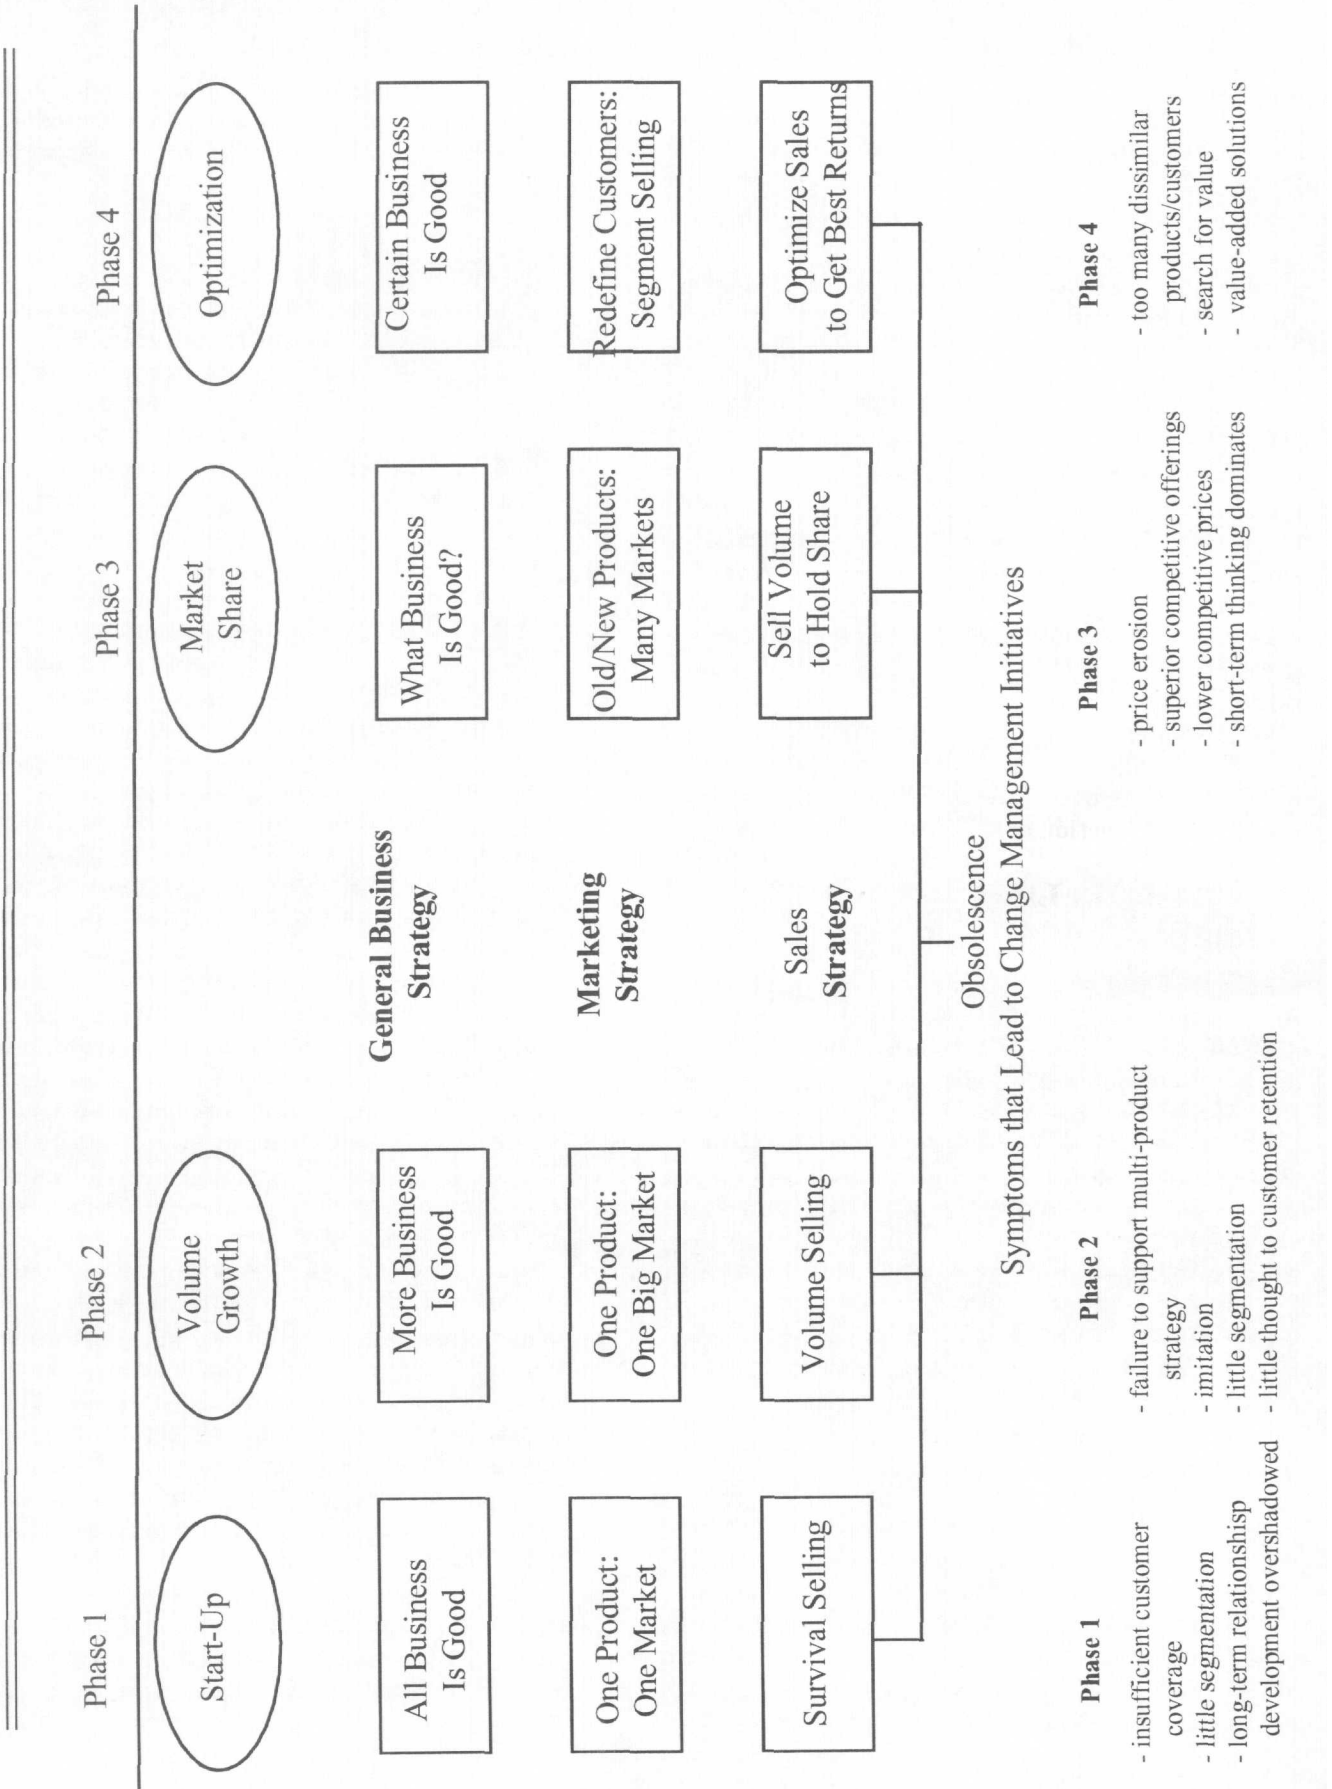 Phase 1
Phase 2
Phase 3
Phase 4
Start-Up
Volume
Growth
Market
Share
Optimization
All Business
Is Good
More Business
Is Good
General Business
Strategy
What Business
Is Good?
Certain Business
Is Good
One Product:
One Market
One Product:
One Big Market
Marketing
Strategy
Old/New Products:
Many Markets
Redefine Customers:
Segment Selling
Survival Selling
Volume Selling
Sales
Strategy
Sell Volume
to Hold Share
Optimize Sales
to Get Best Returns
Obsolescence
Symptoms that Lead to Change Management Initiatives
Phase 1
- insufficient customer
coverage
- little segmentation
- long-term relationshisp
development overshadowed
Phase 2
- failure to support multi-product
strategy
- imitation
- little segmentation
- little thought to customer retention
Phase 3
- price erosion
- superior competitive offerings
- lower competitive prices
- short-term thinking dominates
Phase 4
- too many dissimilar
products/customers
- search for value
- value-added solutions